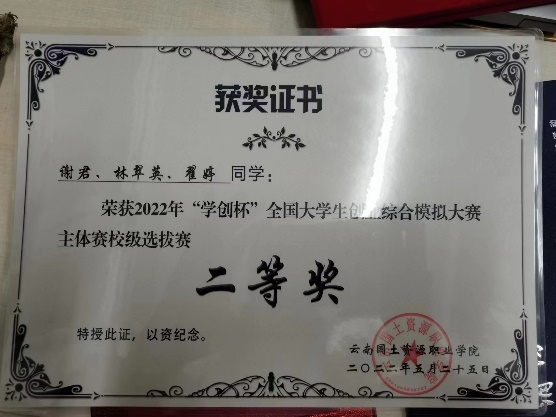 获奖证书
谢君、林翠英、翟婷 同学：
荣获2022年“学创杯”全国大学生创业综合模拟大赛
主体赛校级选拔赛
二等奖
特授此证，以资纪念。
云南国土资源职业学院
二〇二二年五月二十五日